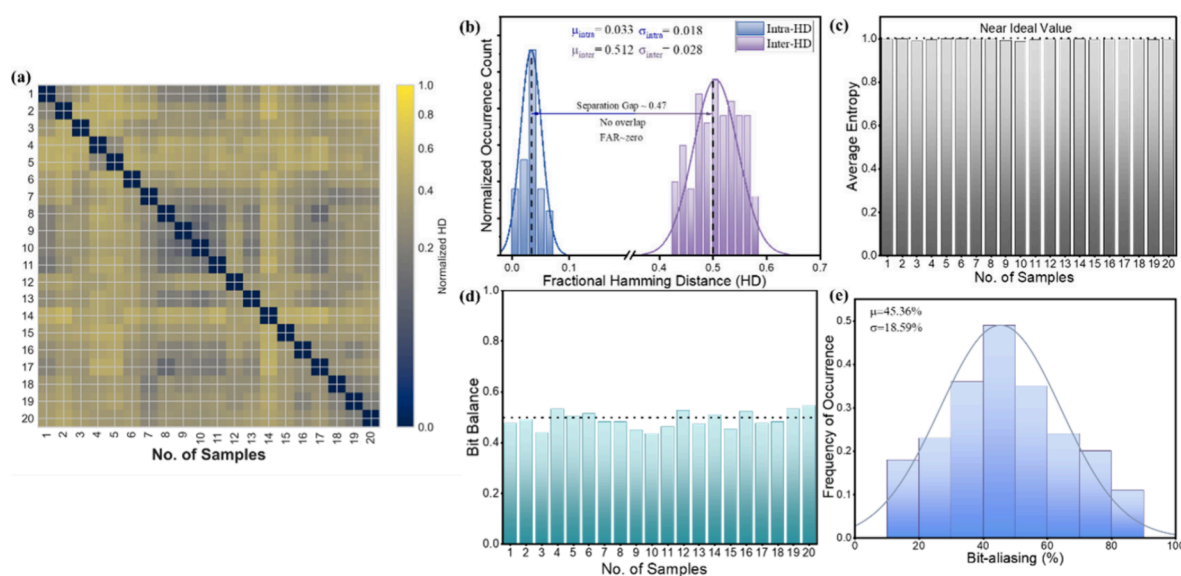 (a)
1
2
3
4
5
6
7
8
9
10
11
12
13
14
15
16
17
18
19
20
1 2 3 4 5 6 7 8 9 10 11 12 13 14 15 16 17 18 19 20
No. of Samples
1.0
0.8
0.6
0.4
0.2
0.0
Normalized HD
(b)
μintra= 0.033 σintra= 0.018
μinter= 0.512 σinter= 0.028
Intra-HD
Inter-HD
Separation Gap ~ 0.47
No overlap
FAR~zero
Normalized Occurrence Count
0.0 0.1 0.4 0.5 0.6 0.7
Fractional Hamming Distance (HD)
(c)
Near Ideal Value
1.0
0.8
0.6
0.4
0.2
0.0
Average Entropy
1 2 3 4 5 6 7 8 9 10 11 12 13 14 15 16 17 18 19 20
No. of Samples
(d)
1.0
0.8
0.6
0.4
0.2
0.0
Bit Balance
1 2 3 4 5 6 7 8 9 10 11 12 13 14 15 16 17 18 19 20
No. of Samples
(e)
μ=45.36%
σ=18.59%
0.5
0.4
0.3
0.2
0.1
0.0
Frequency of Occurrence
0 20 40 60 80 100
Bit-aliasing (%)